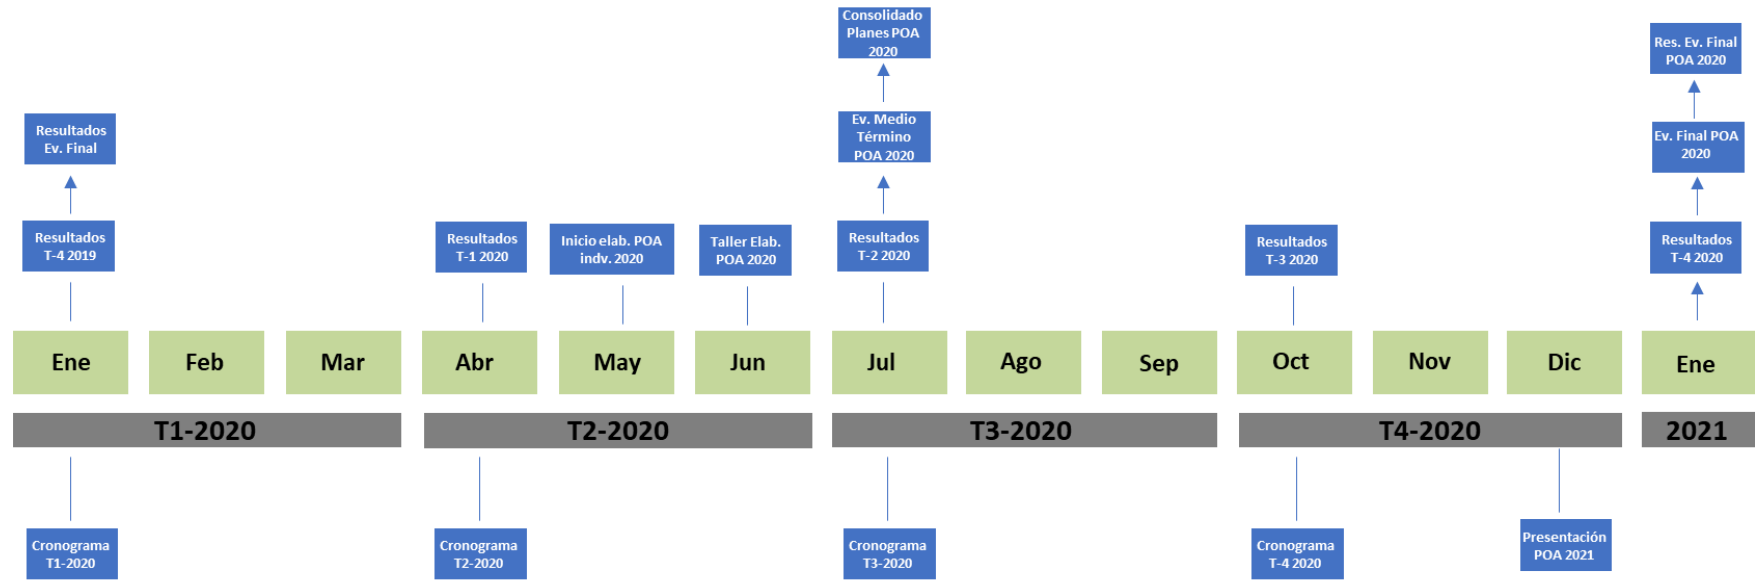 Consolidado
Planes POA
2020
Res. Ev. Final
POA 2020
Resultados
Ev. Final
Ev. Medio
Término
POA 2020
Ev. Final POA
2020
Resultados
T-4 2019
Resultados
T-1 2020
Inicio elab. POA
indv. 2020
Taller Elab.
POA 2020
Resultados
T-2 2020
Resultados
T-3 2020
Resultados
T-4 2020
Ene
Feb
Mar
Abr
May
Jun
Jul
Ago
Sep
Oct
Nov
Dic
Ene
T1-2020
T2-2020
T3-2020
T4-2020
2021
Cronograma
T1-2020
Cronograma
T2-2020
Cronograma
T3-2020
Cronograma
T-4 2020
Presentación
POA 2021